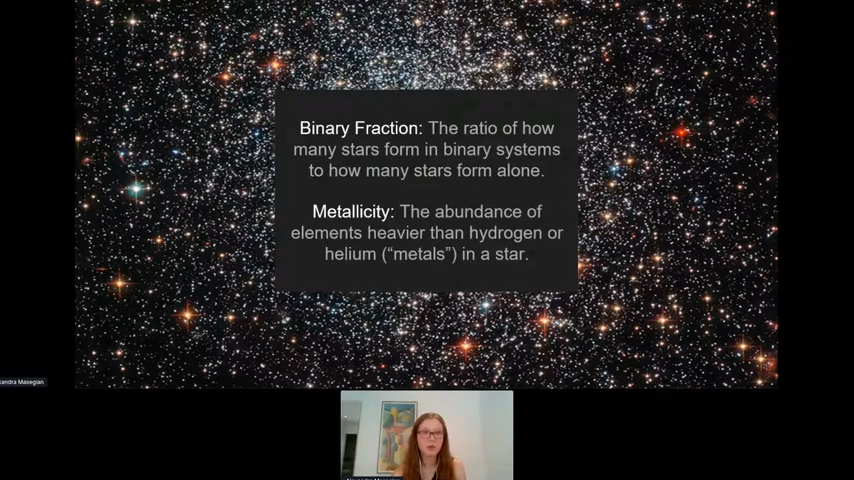 Binary Fraction: The ratio of how
many stars form in binary systems
to how many stars form alone.
Metallicity: The abundance of
elements heavier than hydrogen or
helium (“metals”) in a star.
xandra Masegian